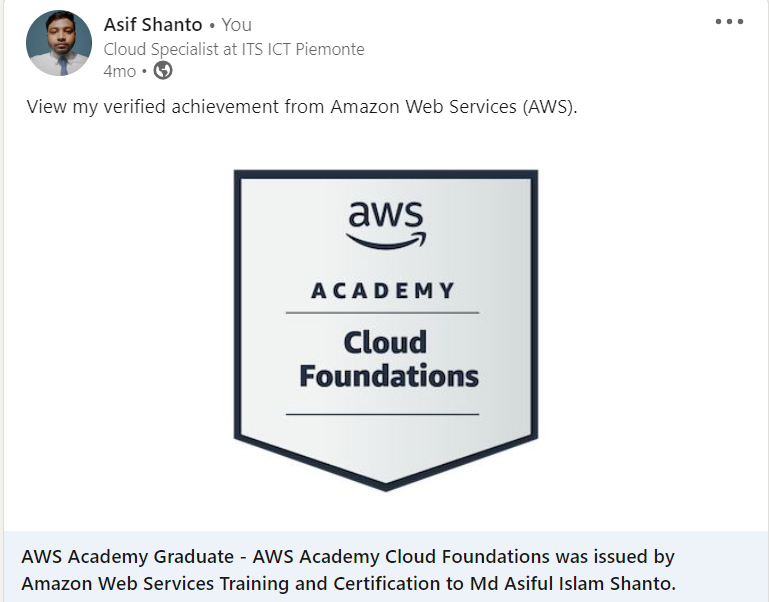 Asif Shanto • You
Cloud Specialist at ITS ICT Piemonte
4mo •
View my verified achievement from Amazon Web Services (AWS).
aws
ACADEMY
Cloud
Foundations
AWS Academy Graduate - AWS Academy Cloud Foundations was issued by
Amazon Web Services Training and Certification to Md Asiful Islam Shanto.